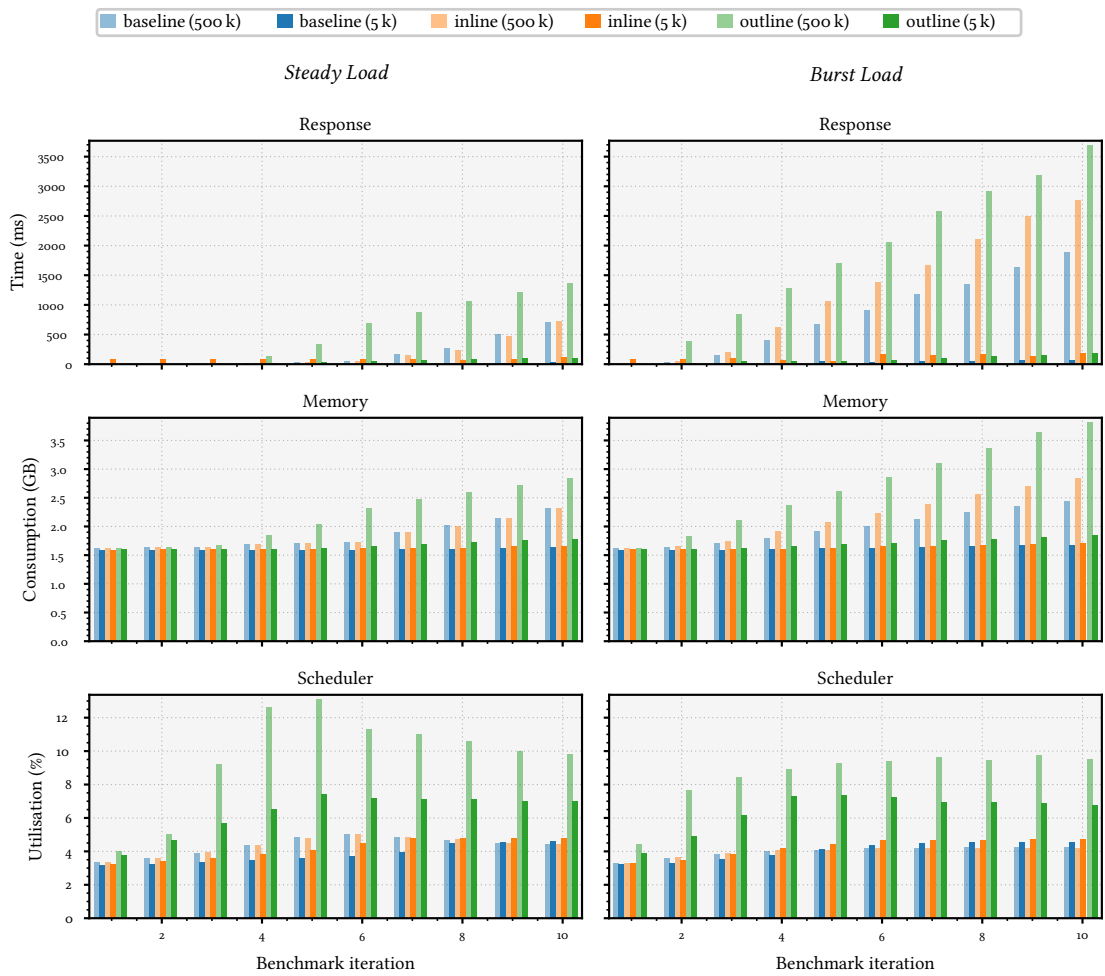 baseline (500 k) baseline (5 k) inline (500 k) inline (5 k) outline (500 k) outline (5 k)
Steady Load
Burst Load
Response
Response
Time (ms)
3500
3000
2500
2000
1500
1000
500
0
Memory
Memory
Consumption (GB)
3.5
3.0
2.5
2.0
1.5
1.0
0.5
0.0
Scheduler
Scheduler
Utilisation (%)
12
10
8
6
4
2
0
2 4 6 8 10
2 4 6 8 10
Benchmark iteration
Benchmark iteration